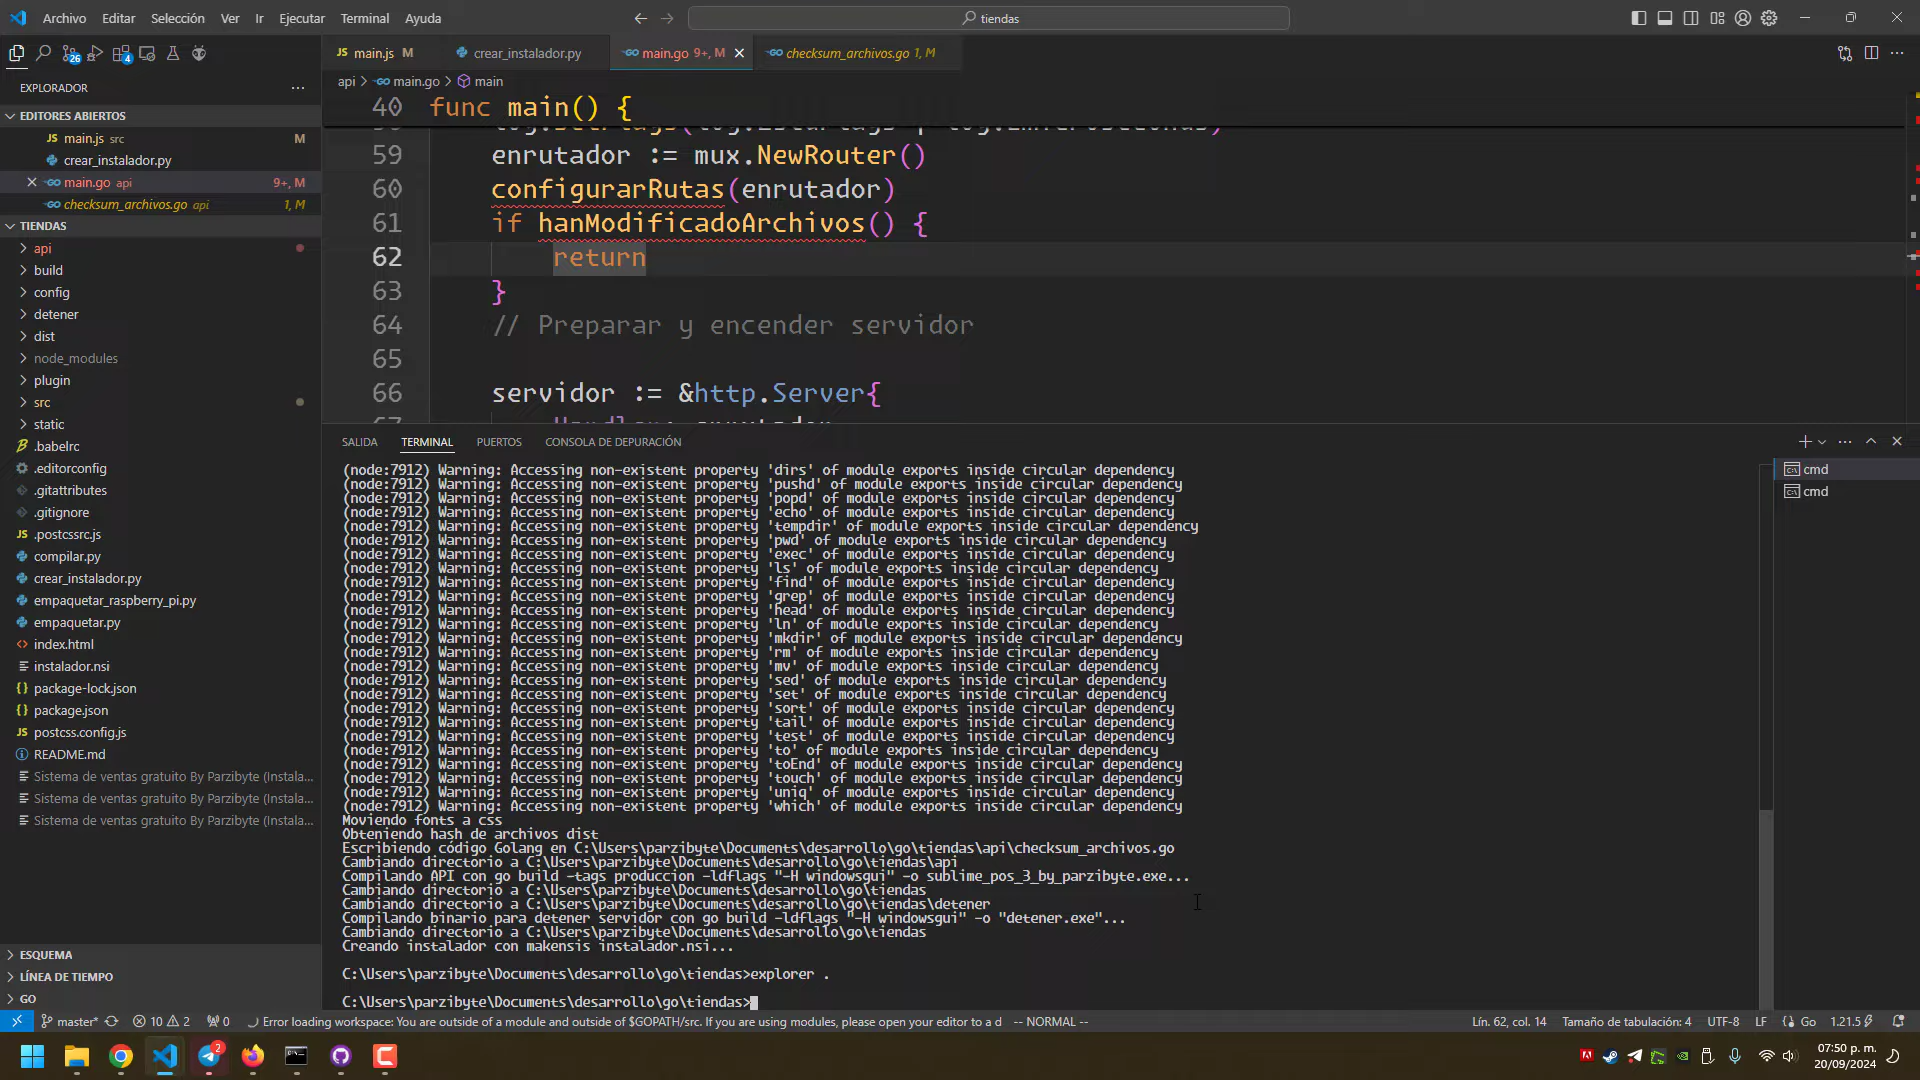 Archivo Editar Selección Ver Ir Ejecutar Terminal Ayuda
tiendas
26
4
JS main.js M
crear_instalador.py
main.go 9+, M
checksum_archivos.go 1, M
EXPLORADOR
api > main.go > main
EDITORES ABIERTOS
JS main.js src M
crear_instalador.py
main.go api 9+, M
checksum_archivos.go api 1, M
TIENDAS
api
build
config
detener
dist
node_modules
plugin
src
static
.babelrc
.editorconfig
.gitattributes
.gitignore
JS .postcssrc.js
compilar.py
crear_instalador.py
empaquetar_raspberry_pi.py
empaquetar.py
index.html
instalador.nsi
package-lock.json
package.json
JS postcss.config.js
README.md
Sistema de ventas gratuito By Parzibyte (Instala...
Sistema de ventas gratuito By Parzibyte (Instala...
Sistema de ventas gratuito By Parzibyte (Instala...
ESQUEMA
LÍNEA DE TIEMPO
GO
40 func main() {
59 enrutador := mux.NewRouter()
60 configurarRutas(enrutador)
61 if hanModificadoArchivos() {
62 return
63 }
64 // Preparar y encender servidor
65
66 servidor := &http.Server{
SALIDA TERMINAL PUERTOS CONSOLA DE DEPURACIÓN
cmd
cmd
(node:7912) Warning: Accessing non-existent property 'dirs' of module exports inside circular dependency
(node:7912) Warning: Accessing non-existent property 'pushd' of module exports inside circular dependency
(node:7912) Warning: Accessing non-existent property 'popd' of module exports inside circular dependency
(node:7912) Warning: Accessing non-existent property 'echo' of module exports inside circular dependency
(node:7912) Warning: Accessing non-existent property 'tempdir' of module exports inside circular dependency
(node:7912) Warning: Accessing non-existent property 'pwd' of module exports inside circular dependency
(node:7912) Warning: Accessing non-existent property 'exec' of module exports inside circular dependency
(node:7912) Warning: Accessing non-existent property 'ls' of module exports inside circular dependency
(node:7912) Warning: Accessing non-existent property 'find' of module exports inside circular dependency
(node:7912) Warning: Accessing non-existent property 'grep' of module exports inside circular dependency
(node:7912) Warning: Accessing non-existent property 'head' of module exports inside circular dependency
(node:7912) Warning: Accessing non-existent property 'ln' of module exports inside circular dependency
(node:7912) Warning: Accessing non-existent property 'mkdir' of module exports inside circular dependency
(node:7912) Warning: Accessing non-existent property 'rm' of module exports inside circular dependency
(node:7912) Warning: Accessing non-existent property 'mv' of module exports inside circular dependency
(node:7912) Warning: Accessing non-existent property 'sed' of module exports inside circular dependency
(node:7912) Warning: Accessing non-existent property 'set' of module exports inside circular dependency
(node:7912) Warning: Accessing non-existent property 'sort' of module exports inside circular dependency
(node:7912) Warning: Accessing non-existent property 'tail' of module exports inside circular dependency
(node:7912) Warning: Accessing non-existent property 'test' of module exports inside circular dependency
(node:7912) Warning: Accessing non-existent property 'to' of module exports inside circular dependency
(node:7912) Warning: Accessing non-existent property 'toEnd' of module exports inside circular dependency
(node:7912) Warning: Accessing non-existent property 'touch' of module exports inside circular dependency
(node:7912) Warning: Accessing non-existent property 'uniq' of module exports inside circular dependency
(node:7912) Warning: Accessing non-existent property 'which' of module exports inside circular dependency
Moviendo fonts a css
Obteniendo hash de archivos dist
Escribiendo código Golang en C:\Users\parzibyte\Documents\desarrollo\go\tiendas\api\checksum_archivos.go
Cambiando directorio a C:\Users\parzibyte\Documents\desarrollo\go\tiendas\api
Compilando API con go build -tags produccion -ldflags "-H windowsgui" -o sublime_pos_3_by_parzibyte.exe...
Cambiando directorio a C:\Users\parzibyte\Documents\desarrollo\go\tiendas
Cambiando directorio a C:\Users\parzibyte\Documents\desarrollo\go\tiendas\detener
Compilando binario para detener servidor con go build -ldflags "-H windowsgui" -o "detener.exe"...
Cambiando directorio a C:\Users\parzibyte\Documents\desarrollo\go\tiendas
Creando instalador con makensis instalador.nsi...
C:\Users\parzibyte\Documents\desarrollo\go\tiendas>explorer .
C:\Users\parzibyte\Documents\desarrollo\go\tiendas>
master* 10 2 0 Error loading workspace: You are outside of a module and outside of $GOPATH/src. If you are using modules, please open your editor to a d -- NORMAL -- Lín. 62, col. 14 Tamaño de tabulación: 4 UTF-8 LF Go 1.21.5
2
07:50 p. m.
20/09/2024